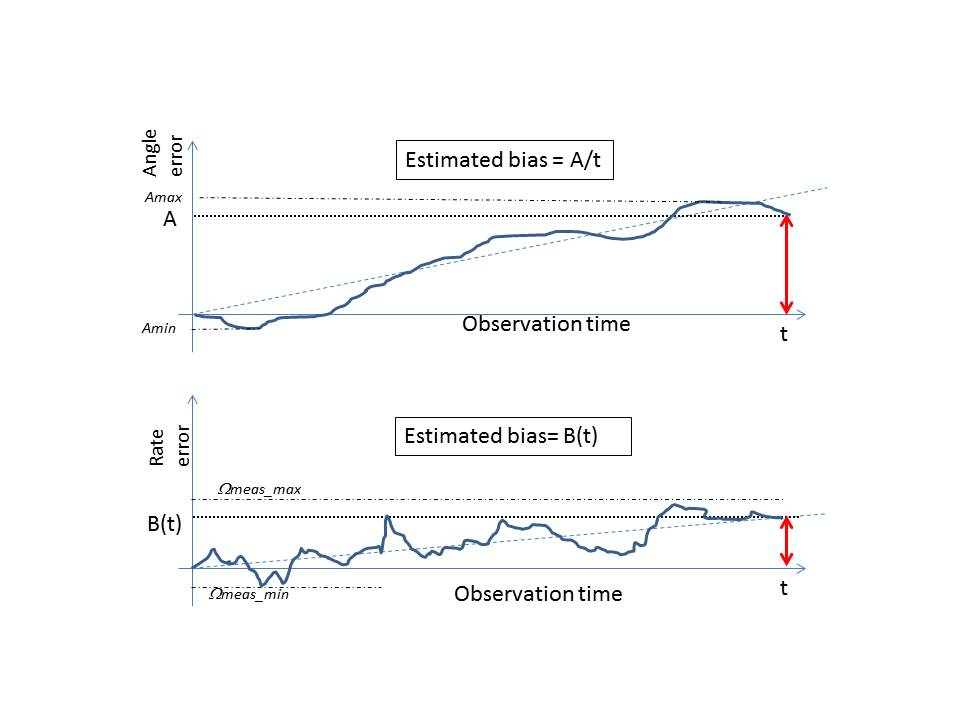 Angle
error
Estimated bias = A/t
Amax
A
Amin
Observation time
t
Rate
error
Estimated bias= B(t)
Ωmeas_max
B(t)
Ωmeas_min
Observation time
t